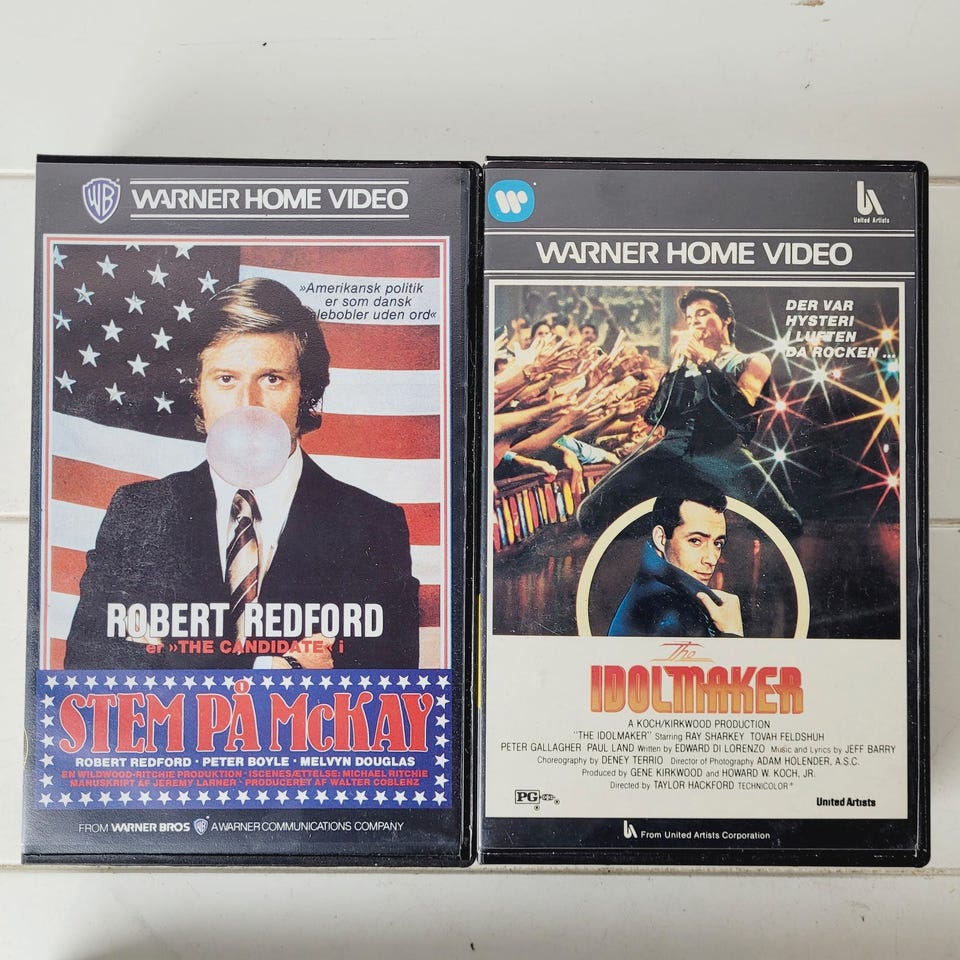 WB
WARNER HOME VIDEO
»Amerikansk politik
er som dansk
lebobler uden ord«
ROBERT REDFORD
er »THE CANDIDATE« i
STEM PÅ McKAY
ROBERT REDFORD · PETER BOYLE · MELVYN DOUGLAS
EN WILDWOOD-RITCHIE PRODUKTION · ISCENESÆTTELSE: MICHAEL RITCHIE
MANUSKRIPT AF JEREMY LARNER · PRODUCERET AF WALTER COBLENZ
FROM WARNER BROS WB A WARNER COMMUNICATIONS COMPANY
United Artists
WARNER HOME VIDEO
DER VAR
HYSTERI
I LUFTEN
DA ROCKEN ...
The
IDOLMAKER
A KOCH/KIRKWOOD PRODUCTION
"THE IDOLMAKER" Starring RAY SHARKEY TOVAH FELDSHUH
PETER GALLAGHER PAUL LAND Written by EDWARD DI LORENZO Music and Lyrics by JEFF BARRY
Choreography by DENEY TERRIO Director of Photography ADAM HOLENDER, A.S.C.
Produced by GENE KIRKWOOD and HOWARD W. KOCH, JR.
Directed by TAYLOR HACKFORD TECHNICOLOR®
PG
United Artists
From United Artists Corporation